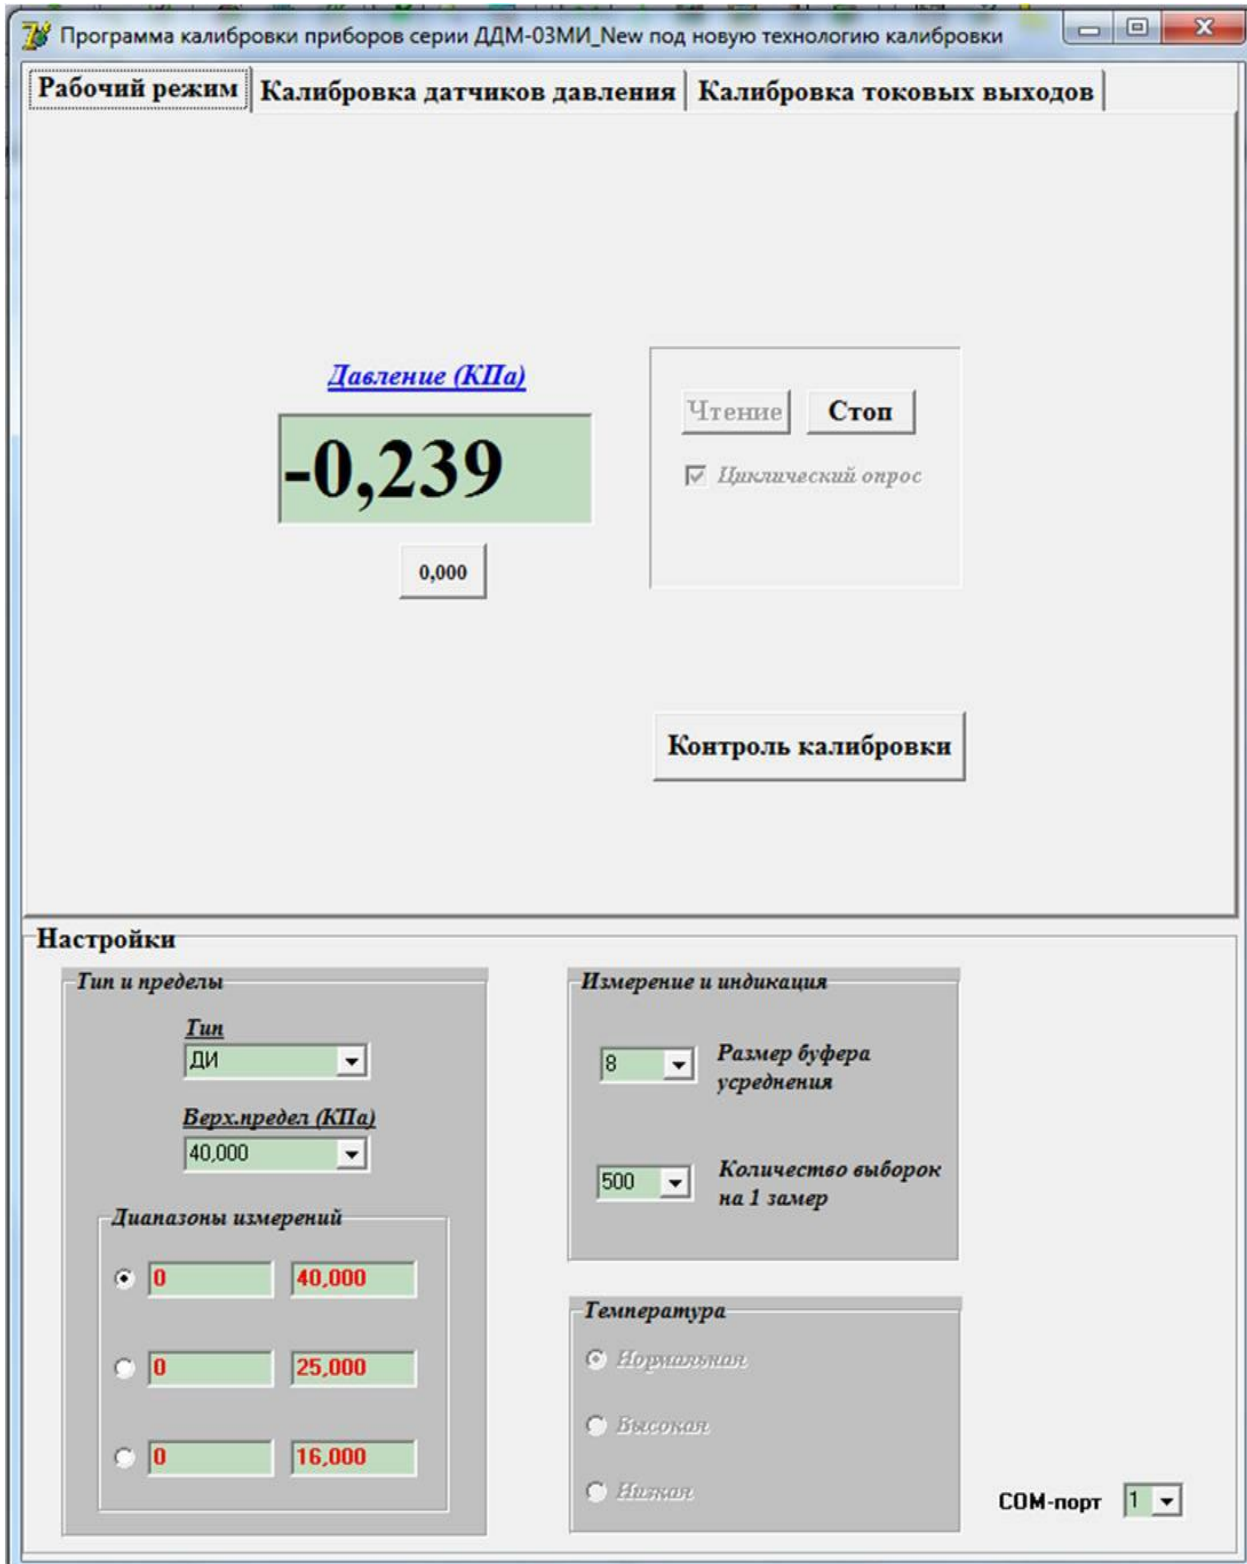 Программа калибровки приборов серии ДДМ-03МИ_New под новую технологию калибровки
Рабочий режим Калибровка датчиков давления Калибровка токовых выходов
Давление (КПа)
-0,239
0,000
Чтение Стоп
Циклический опрос
Контроль калибровки
Настройки
Тип и пределы
Тип
ДИ
Верх.предел (КПа)
40,000
Диапазоны измерений
0 40,000
0 25,000
0 16,000
Измерение и индикация
8 Размер буфера
усреднения
500 Количество выборок
на 1 замер
Температура
Нормальная
Высокая
Низкая
COM-порт 1